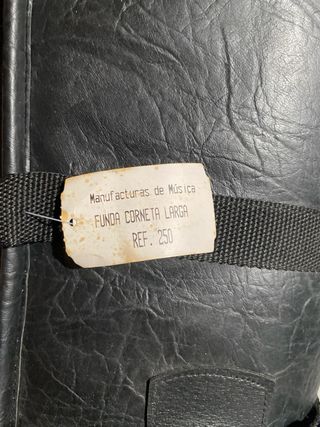 Manufacturas de Música
FUNDA CORNETA LARGA
REF. 250